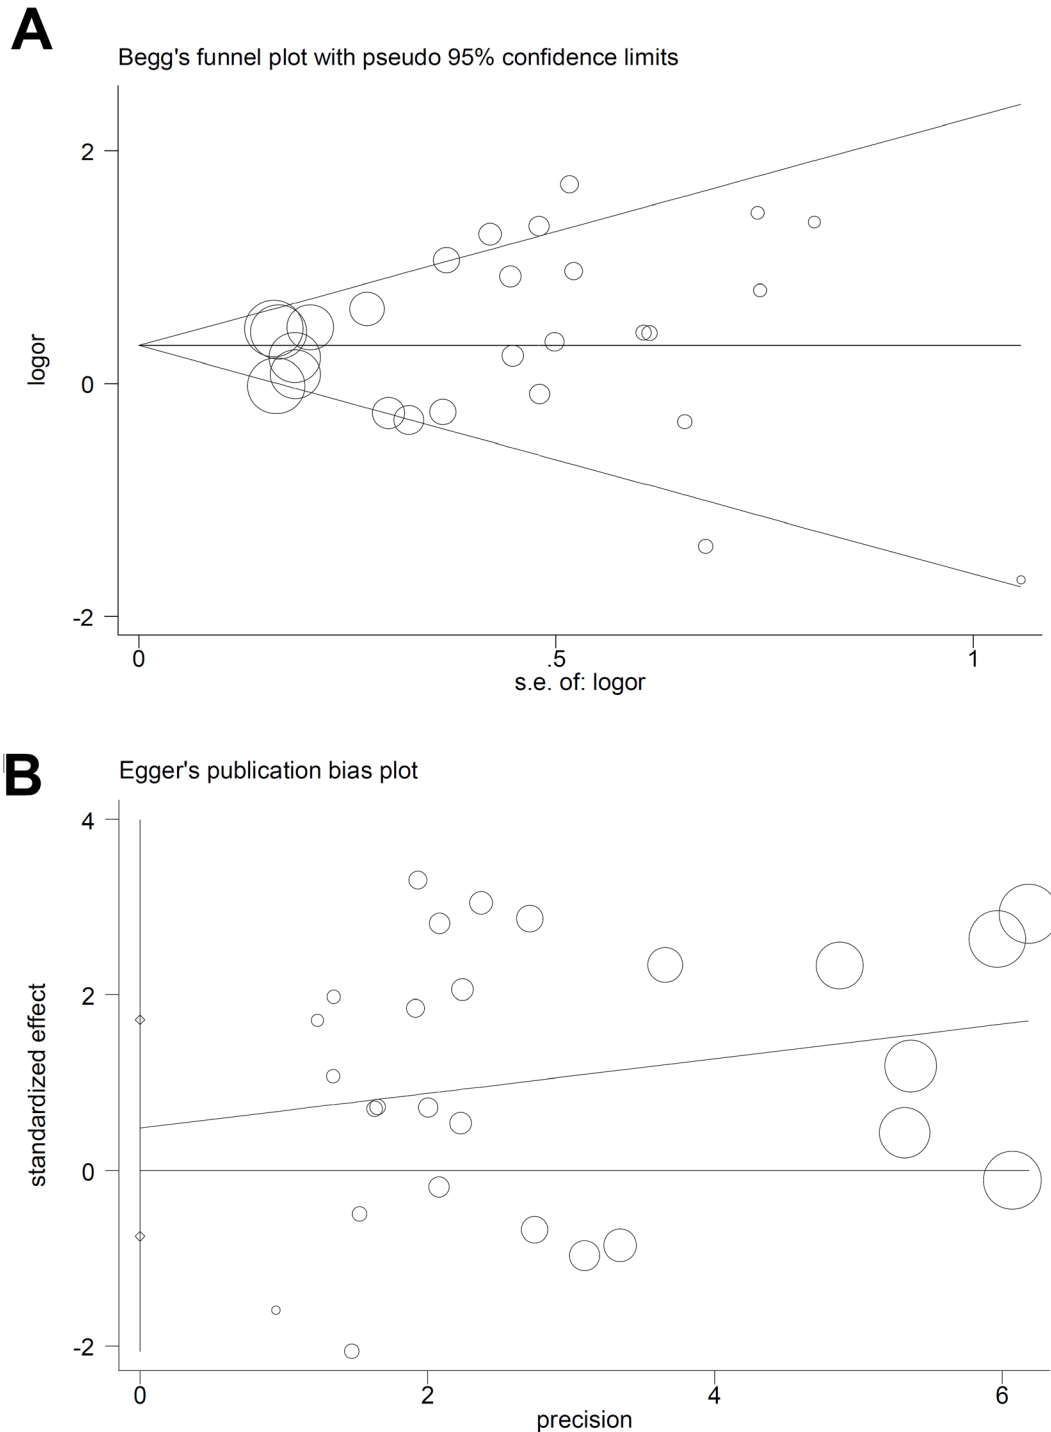 A
Begg's funnel plot with pseudo 95% confidence limits
2
0
-2
logor
0 .5 1
s.e. of: logor
B
Egger's publication bias plot
4
2
0
-2
standardized effect
0 2 4 6
precision